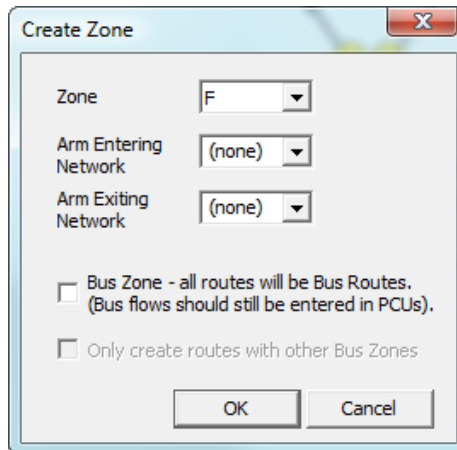 Create Zone
Zone F
Arm Entering Network (none)
Arm Exiting Network (none)
Bus Zone - all routes will be Bus Routes.
(Bus flows should still be entered in PCUs).
Only create routes with other Bus Zones
OK Cancel